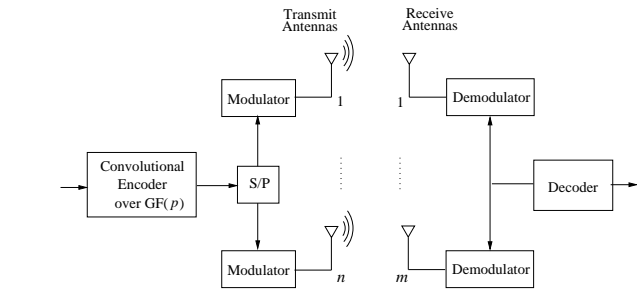 Transmit
Antennas
Receive
Antennas
Modulator
1
1
Demodulator
Convolutional
Encoder
over GF(p)
S/P
Decoder
Modulator
n
m
Demodulator